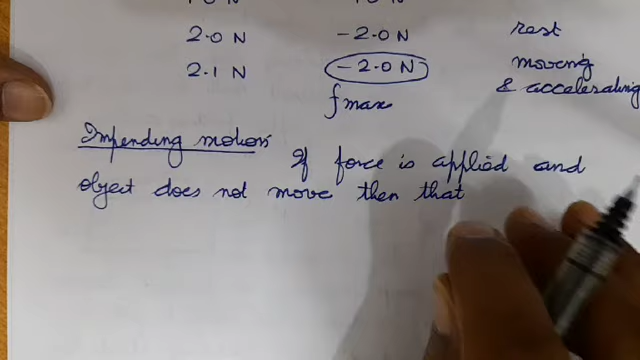 2.0 N -2.0 N rest
2.1 N -2.0 N moving
f max & accelerating
Impending motion: If force is applied and
object does not move then that